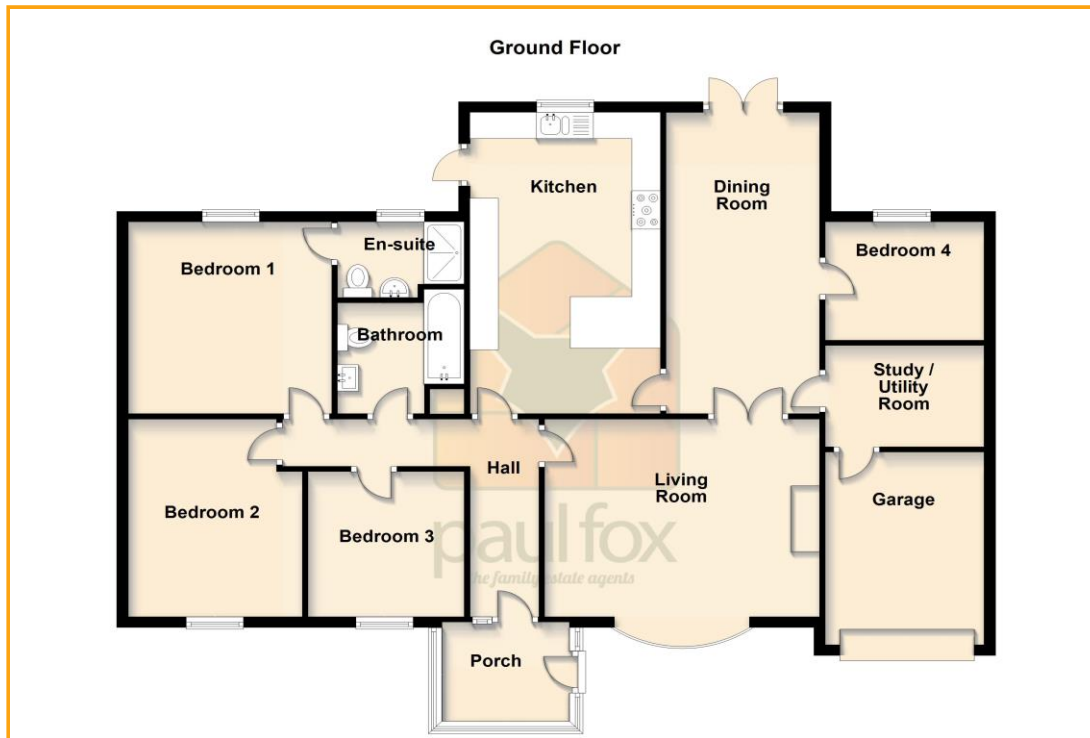 Ground Floor
Kitchen
Dining
Room
En-suite
Bedroom 1
Bedroom 4
Bathroom
Study /
Utility
Room
Hall
Living
Room
Garage
Bedroom 2
Bedroom 3
paul fox
the family estate agents
Porch